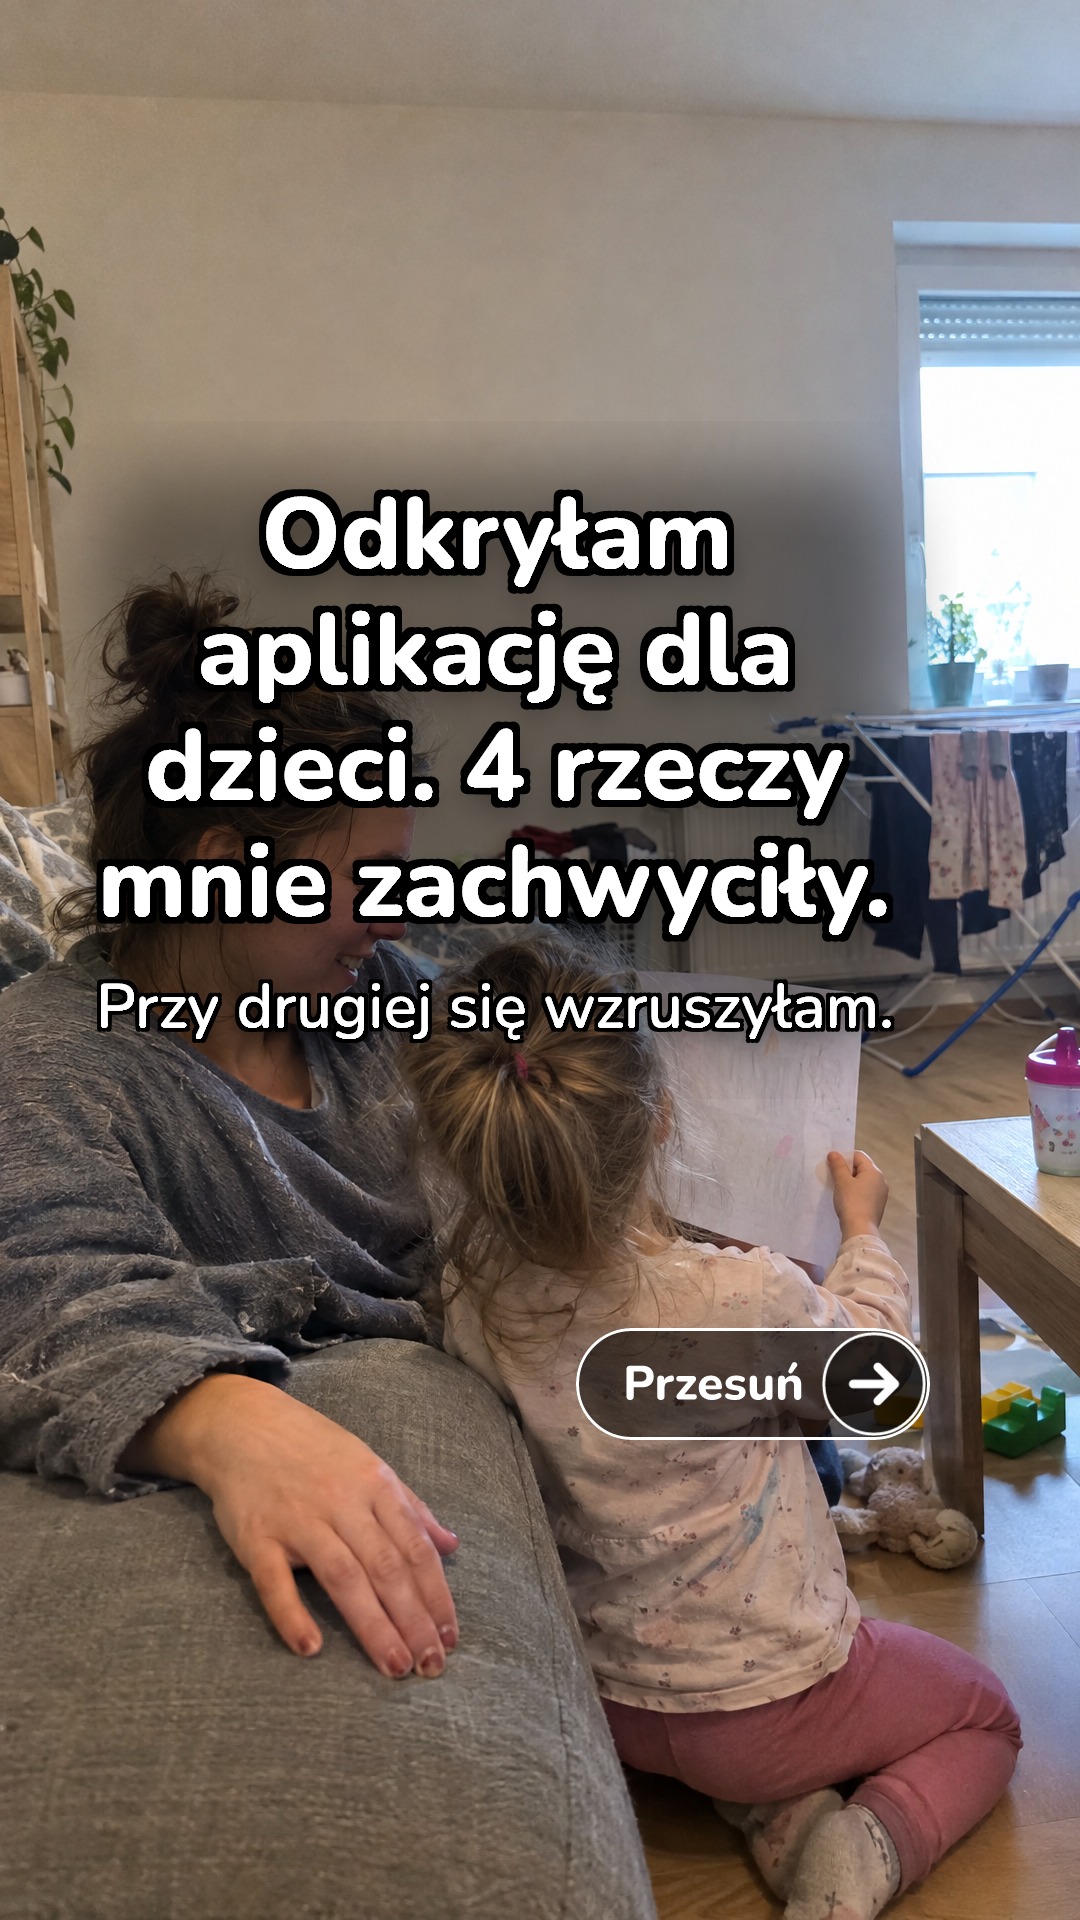 Odkryłam
aplikację dla
dzieci. 4 rzeczy
mnie zachwyciły.
Przy drugiej się wzruszyłam.
Przesuń